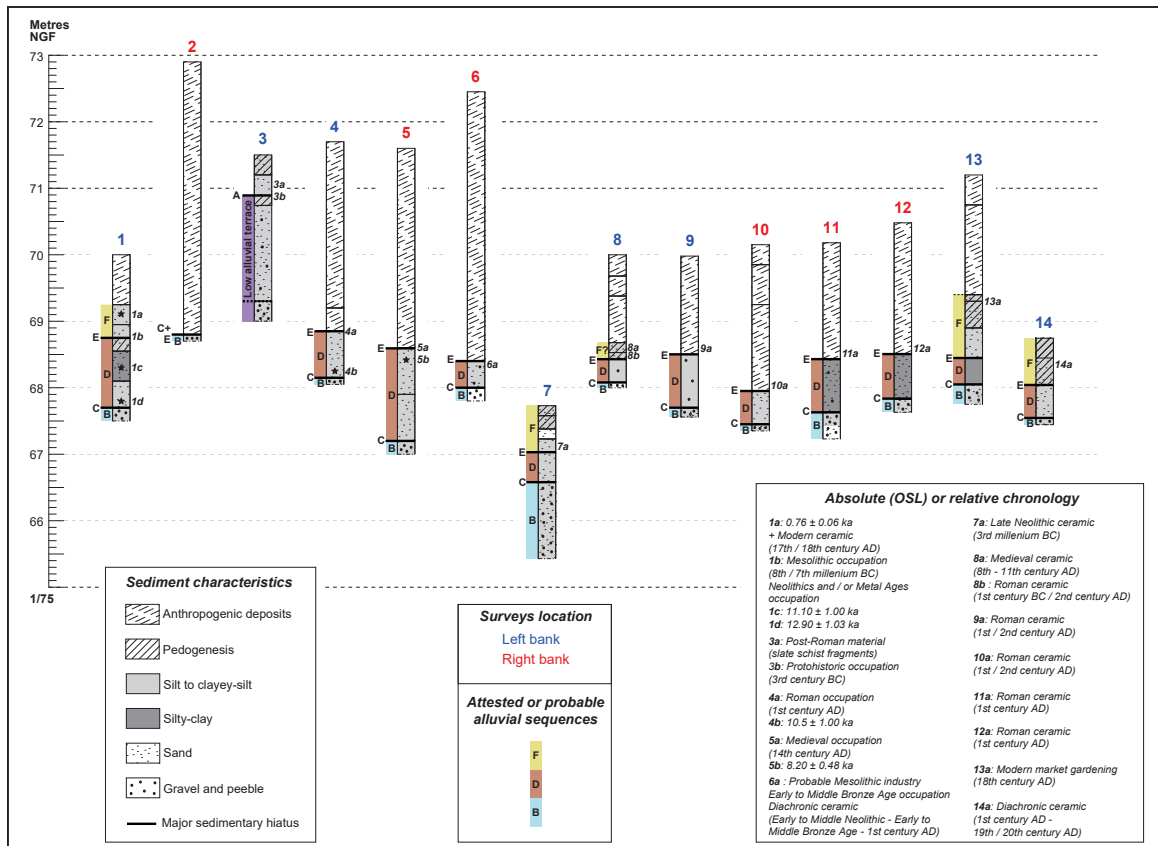 Metres
NGF
73
72
71
70
69
68
67
66
1/75
1
F
E
D
C
B
1a
1b
1c
1d
2
C+
E
B
3
A
Low alluvial terrace
3a
3b
4
E
D
C
B
4a
4b
5
E
D
C
B
5a
5b
6
E
D
C
B
6a
7
F
E
D
C
B
7a
8
F?
E
D
C
B
8a
8b
9
E
D
C
B
9a
10
E
D
C
B
10a
11
E
D
C
B
11a
12
E
D
C
B
12a
13
F
E
D
C
B
13a
14
F
E
D
C
B
14a
Sediment characteristics
Anthropogenic deposits
Pedogenesis
Silt to clayey-silt
Silty-clay
Sand
Gravel and peeble
Major sedimentary hiatus
Surveys location
Left bank
Right bank
Attested or probable
alluvial sequences
F
D
B
Absolute (OSL) or relative chronology
1a: 0.76 ± 0.06 ka
+ Modern ceramic
(17th / 18th century AD)
1b: Mesolithic occupation
(8th / 7th millenium BC)
Neolithics and / or Metal Ages
occupation
1c: 11.10 ± 1.00 ka
1d: 12.90 ± 1.03 ka
3a: Post-Roman material
(slate schist fragments)
3b: Protohistoric occupation
(3rd century BC)
4a: Roman occupation
(1st century AD)
4b: 10.5 ± 1.00 ka
5a: Medieval occupation
(14th century AD)
5b: 8.20 ± 0.48 ka
6a : Probable Mesolithic industry
Early to Middle Bronze Age occupation
Diachronic ceramic
(Early to Middle Neolithic - Early to
Middle Bronze Age - 1st century AD)
7a: Late Neolithic ceramic
(3rd millenium BC)
8a: Medieval ceramic
(8th - 11th century AD)
8b : Roman ceramic
(1st century BC / 2nd century AD)
9a: Roman ceramic
(1st / 2nd century AD)
10a: Roman ceramic
(1st / 2nd century AD)
11a: Roman ceramic
(1st century AD)
12a: Roman ceramic
(1st century AD)
13a: Modern market gardening
(18th century AD)
14a: Diachronic ceramic
(1st century AD -
19th / 20th century AD)